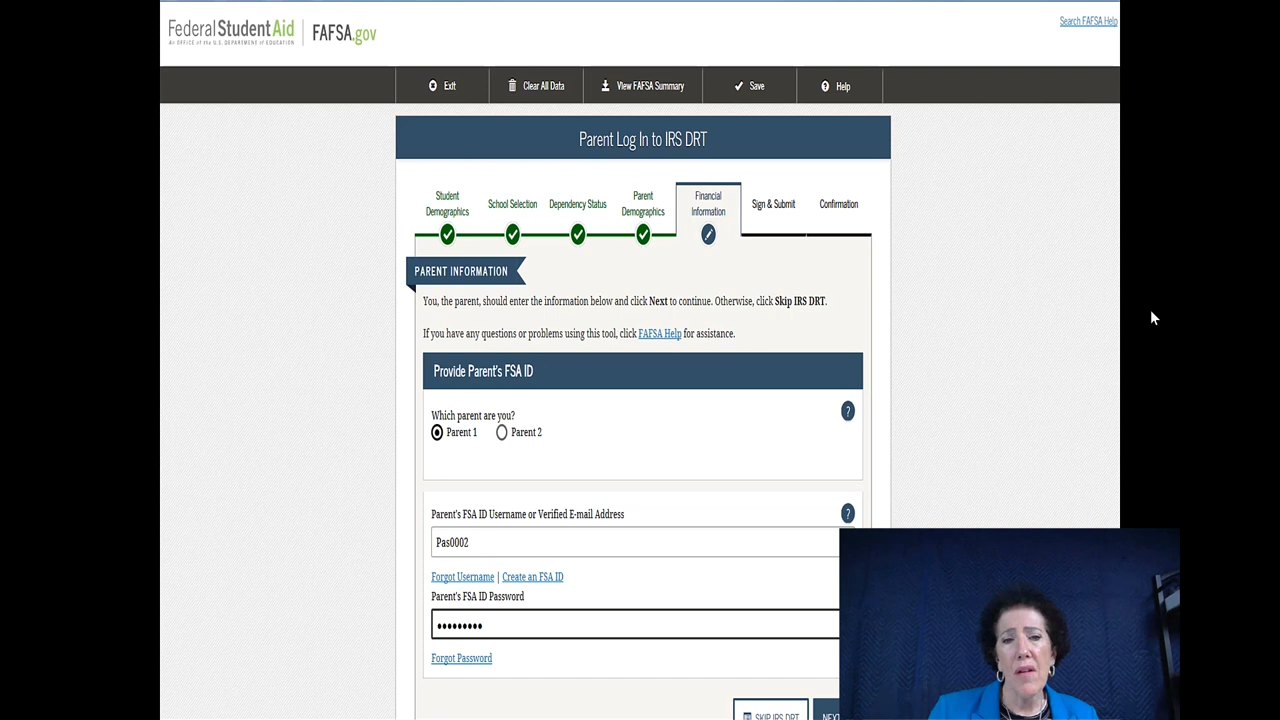 Federal Student Aid
An OFFICE of the U.S. DEPARTMENT of EDUCATION
FAFSA.gov
Search FAFSA Help
Exit
Clear All Data
View FAFSA Summary
Save
Help
Parent Log In to IRS DRT
Student Demographics
School Selection
Dependency Status
Parent Demographics
Financial Information
Sign & Submit
Confirmation
PARENT INFORMATION
You, the parent, should enter the information below and click Next to continue. Otherwise, click Skip IRS DRT.
If you have any questions or problems using this tool, click FAFSA Help for assistance.
Provide Parent's FSA ID
Which parent are you?
Parent 1
Parent 2
Parent's FSA ID Username or Verified E-mail Address
Pas0002
Forgot Username | Create an FSA ID
Parent's FSA ID Password
Forgot Password
SKIP IRS DRT
NEXT